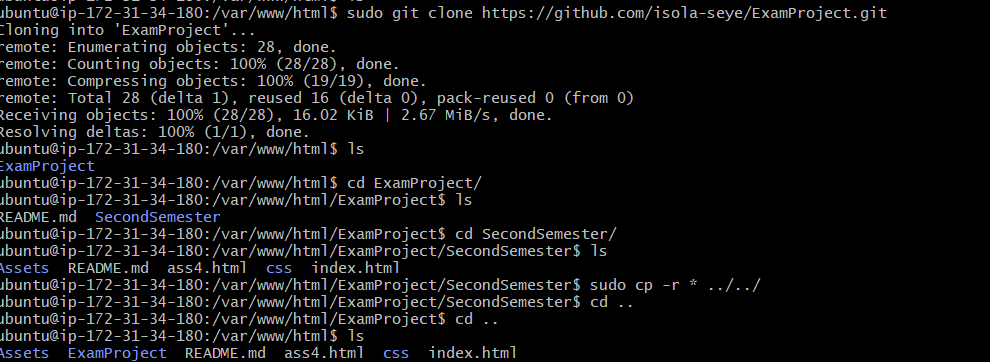 ubuntu@ip-172-31-34-180:/var/www/html$ sudo git clone https://github.com/isola-seye/ExamProject.git
Cloning into 'ExamProject'...
remote: Enumerating objects: 28, done.
remote: Counting objects: 100% (28/28), done.
remote: Compressing objects: 100% (19/19), done.
remote: Total 28 (delta 1), reused 16 (delta 0), pack-reused 0 (from 0)
Receiving objects: 100% (28/28), 16.02 KiB | 2.67 MiB/s, done.
Resolving deltas: 100% (1/1), done.
ubuntu@ip-172-31-34-180:/var/www/html$ ls
ExamProject
ubuntu@ip-172-31-34-180:/var/www/html$ cd ExamProject/
ubuntu@ip-172-31-34-180:/var/www/html/ExamProject$ ls
README.md  SecondSemester
ubuntu@ip-172-31-34-180:/var/www/html/ExamProject$ cd SecondSemester/
ubuntu@ip-172-31-34-180:/var/www/html/ExamProject/SecondSemester$ ls
Assets  README.md  ass4.html  css  index.html
ubuntu@ip-172-31-34-180:/var/www/html/ExamProject/SecondSemester$ sudo cp -r * ../../
ubuntu@ip-172-31-34-180:/var/www/html/ExamProject/SecondSemester$ cd ..
ubuntu@ip-172-31-34-180:/var/www/html/ExamProject$ cd ..
ubuntu@ip-172-31-34-180:/var/www/html$ ls
Assets  ExamProject  README.md  ass4.html  css  index.html